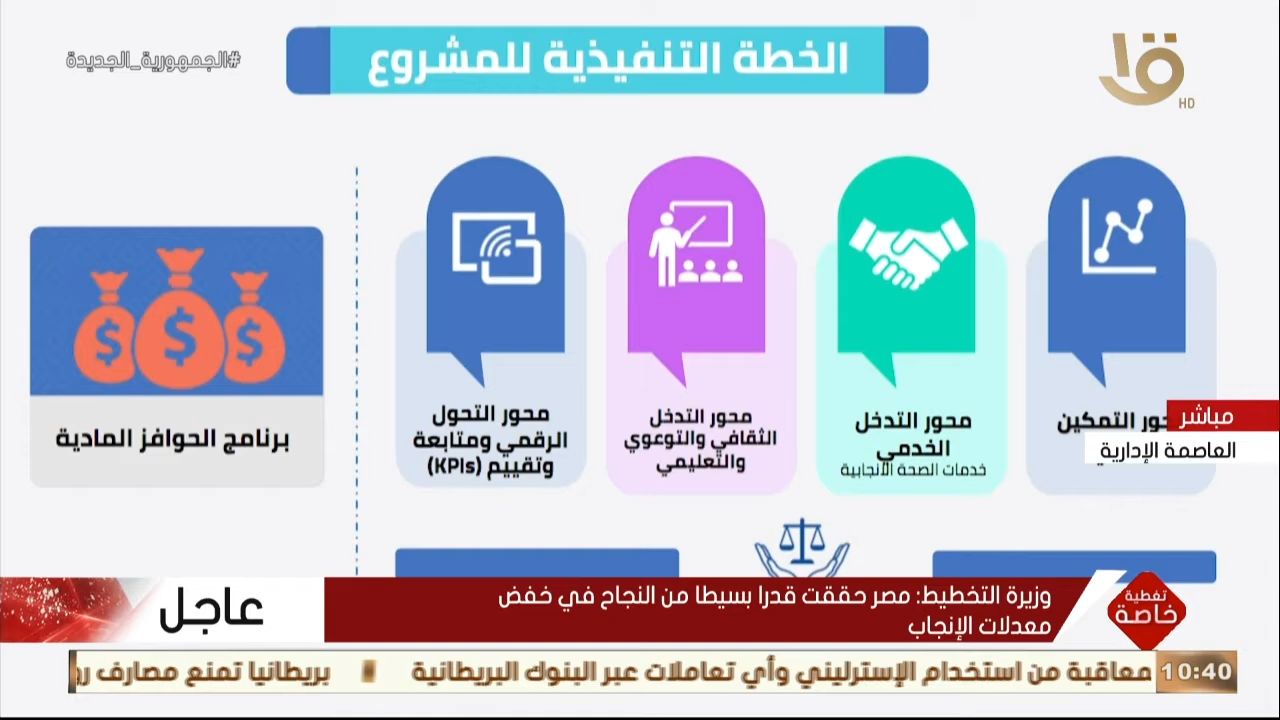 #الجمهورية_الجديدة
الخطة التنفيذية للمشروع
HD
محور التدخل
الخدمي
خدمات الصحة الانجابية
محور التدخل
الثقافي والتوعوي
والتعليمي
محور التحول
الرقمي ومتابعة
وتقييم (KPIs)
برنامج الحوافز المادية
التمكين
مباشر
العاصمة الإدارية
تغطية
خاصة
وزيرة التخطيط: مصر حققت قدرا بسيطا من النجاح في خفض
معدلات الإنجاب
عاجل
10:40
معاقبة من استخدام الإسترليني وأي تعاملات عبر البنوك البريطانية
بريطانيا تمنع مصارف